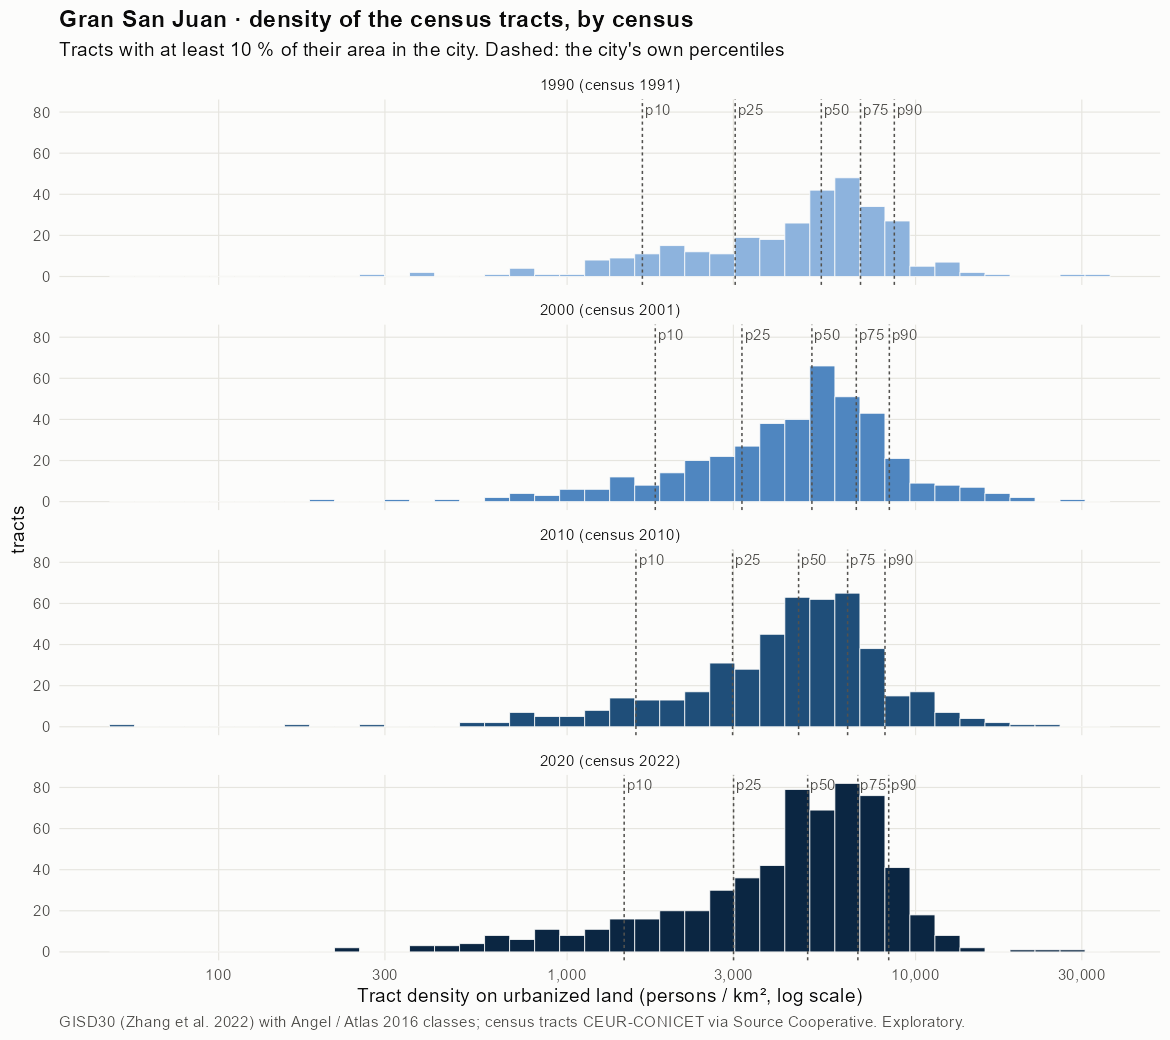 Gran San Juan · density of the census tracts, by census
Tracts with at least 10 % of their area in the city. Dashed: the city's own percentiles
1990 (census 1991)
80
60
40
20
0
p10
p25
p50
p75
p90
2000 (census 2001)
80
60
40
20
0
p10
p25
p50
p75
p90
tracts
2010 (census 2010)
80
60
40
20
0
p10
p25
p50
p75
p90
2020 (census 2022)
80
60
40
20
0
p10
p25
p50
p75
p90
100
300
1,000
3,000
10,000
30,000
Tract density on urbanized land (persons / km², log scale)
GISD30 (Zhang et al. 2022) with Angel / Atlas 2016 classes; census tracts CEUR-CONICET via Source Cooperative. Exploratory.